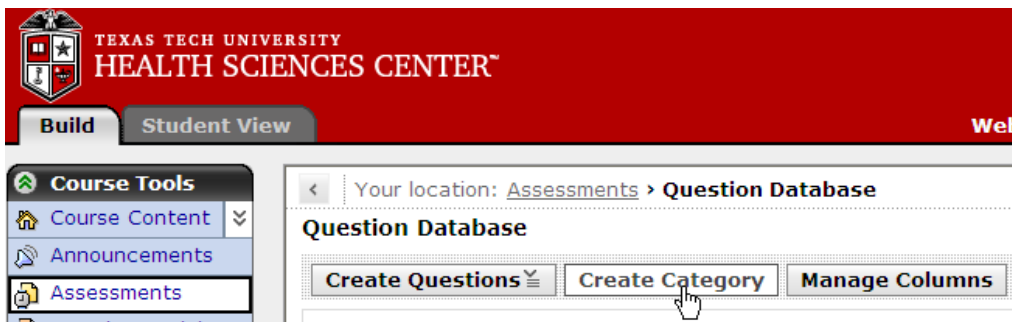 TEXAS TECH UNIVERSITY
HEALTH SCIENCES CENTER™
Build Student View
Course Tools
Course Content
Announcements
Assessments
Your location: Assessments › Question Database
Question Database
Create Questions Create Category Manage Columns